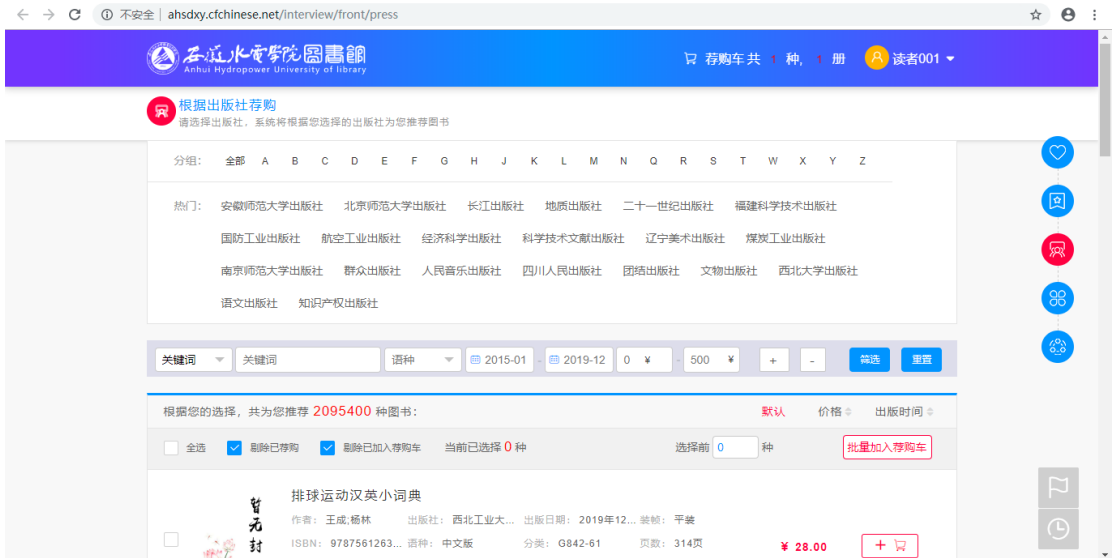 不安全 | ahsdxy.cfchinese.net/interview/front/press
安徽水电学院圖書館
Anhui Hydropower University of library
荐购车共 1 种, 1 册 读者001
根据出版社荐购
请选择出版社，系统将根据您选择的出版社为您推荐图书
分组: 全部 A B C D E F G H J K L M N Q R S T W X Y Z
热门: 安徽师范大学出版社 北京师范大学出版社 长江出版社 地质出版社 二十一世纪出版社 福建科学技术出版社
国防工业出版社 航空工业出版社 经济科学出版社 科学技术文献出版社 辽宁美术出版社 煤炭工业出版社
南京师范大学出版社 群众出版社 人民音乐出版社 四川人民出版社 团结出版社 文物出版社 西北大学出版社
语文出版社 知识产权出版社
关键词 关键词 语种 2015-01 - 2019-12 0 ¥ - 500 ¥ + - 筛选 重置
根据您的选择，共为您推荐 2095400 种图书: 默认 价格 出版时间
全选 剔除已荐购 剔除已加入荐购车 当前已选择 0 种 选择前 0 种 批量加入荐购车
排球运动汉英小词典
作者: 王成;杨林 出版社: 西北工业大... 出版日期: 2019年12... 装帧: 平装
ISBN: 9787561263... 语种: 中文版 分类: G842-61 页数: 314页
¥ 28.00 +
暂无封